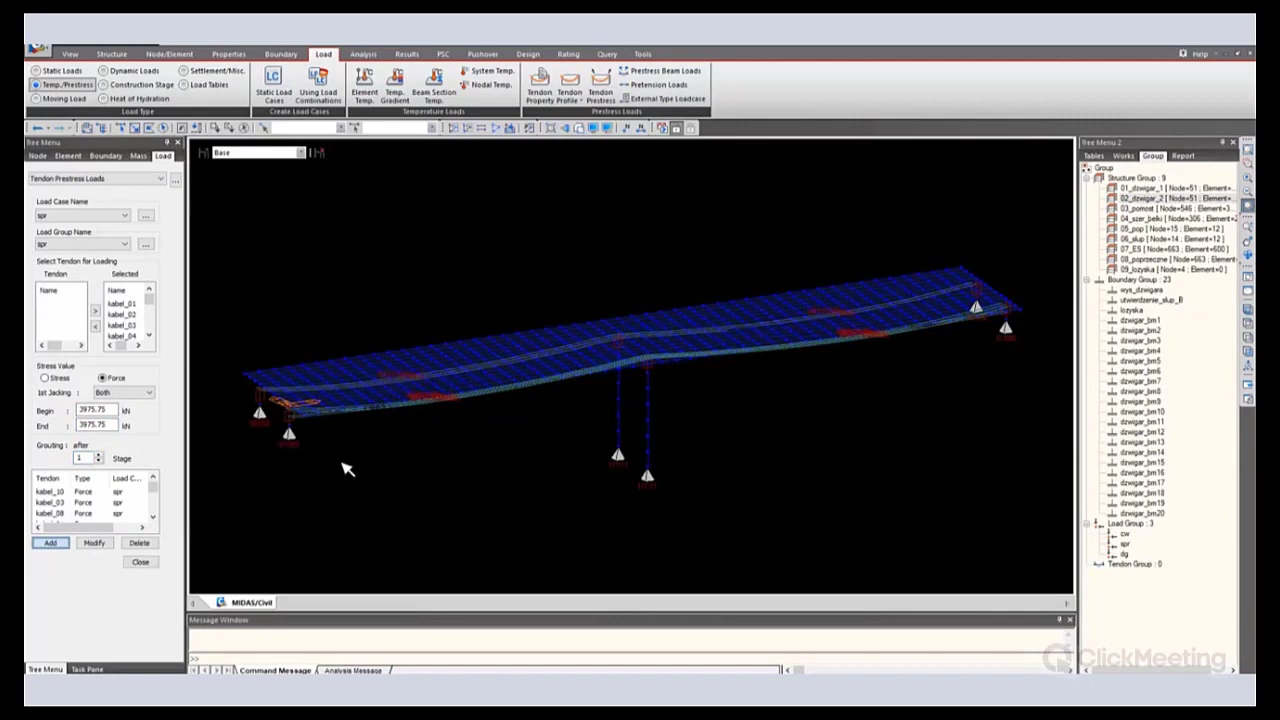 View Structure Node/Element Properties Boundary Load Analysis Results PSC Pushover Design Rating Query Tools Help
Static Loads Dynamic Loads Settlement/Misc.
Temp./Prestress Construction Stage Load Tables
Moving Load Heat of Hydration
Load Type
Static Load Cases
Using Load Combinations
Create Load Cases
Element Temp.
Temp. Gradient
Beam Section Temp.
System Temp.
Nodal Temp.
Temperature Loads
Tendon Property
Tendon Profile
Tendon Prestress
Prestress Beam Loads
Pretension Loads
External Type Loadcase
Prestress Loads
Tree Menu
Node Element Boundary Mass Load
Tendon Prestress Loads
Load Case Name
spr
Load Group Name
spr
Select Tendon for Loading
Tendon Selected
Name Name
kabel_01
kabel_02
kabel_03
kabel_04
>
<
Stress Value
Stress Force
1st Jacking : Both
Begin : 3975.75 kN
End : 3975.75 kN
Grouting : after
1 Stage
Tendon Type Load C...
kabel_10 Force spr
kabel_03 Force spr
kabel_08 Force spr
Add Modify Delete
Close
Tree Menu Task Pane
Base
MIDAS/Civil
Message Window
>>
Command Message Analysis Message
Tree Menu 2
Tables Works Group Report
Group
Structure Group : 9
01_dzwigar_1 [ Node=51 ; Element=...
02_dzwigar_2 [ Node=51 ; Element=...
03_pomost [ Node=546 ; Element=3...
04_szer_belki [ Node=306 ; Element=...
05_pop [ Node=15 ; Element=12 ]
06_slup [ Node=14 ; Element=12 ]
07_ES [ Node=663 ; Element=600 ]
08_poprzeczne [ Node=663 ; Element=...
09_lozyska [ Node=4 ; Element=0 ]
Boundary Group : 23
wys_dzwigara
utwierdzenie_slup_B
lozyska
dzwigar_bm1
dzwigar_bm2
dzwigar_bm3
dzwigar_bm4
dzwigar_bm5
dzwigar_bm6
dzwigar_bm7
dzwigar_bm8
dzwigar_bm9
dzwigar_bm10
dzwigar_bm11
dzwigar_bm12
dzwigar_bm13
dzwigar_bm14
dzwigar_bm15
dzwigar_bm16
dzwigar_bm17
dzwigar_bm18
dzwigar_bm19
dzwigar_bm20
Load Group : 3
cw
spr
dg
Tendon Group : 0
ClickMeeting